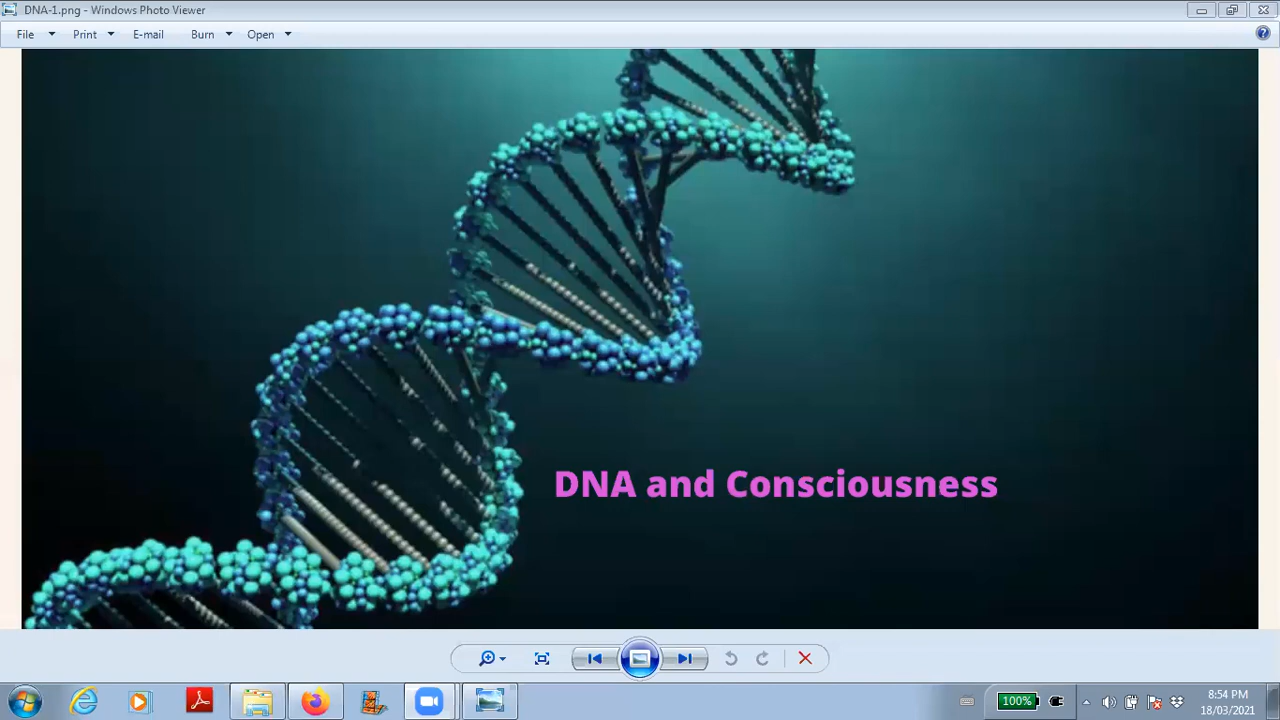 DNA-1.png - Windows Photo Viewer
File Print E-mail Burn Open
DNA and Consciousness
100%
8:54 PM
18/03/2021